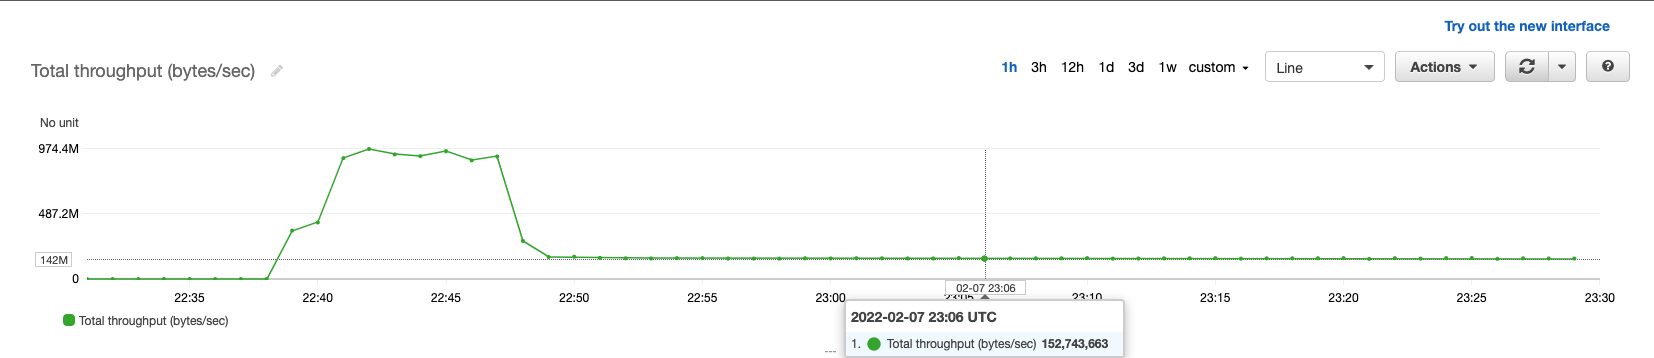 Try out the new interface
Total throughput (bytes/sec)
1h 3h 12h 1d 3d 1w custom Line Actions ?
No unit
974.4M
487.2M
142M
0
22:35 22:40 22:45 22:50 22:55 23:00 23:05 23:10 23:15 23:20 23:25 23:30
02-07 23:06
Total throughput (bytes/sec)
2022-02-07 23:06 UTC
1. Total throughput (bytes/sec) 152,743,663
---